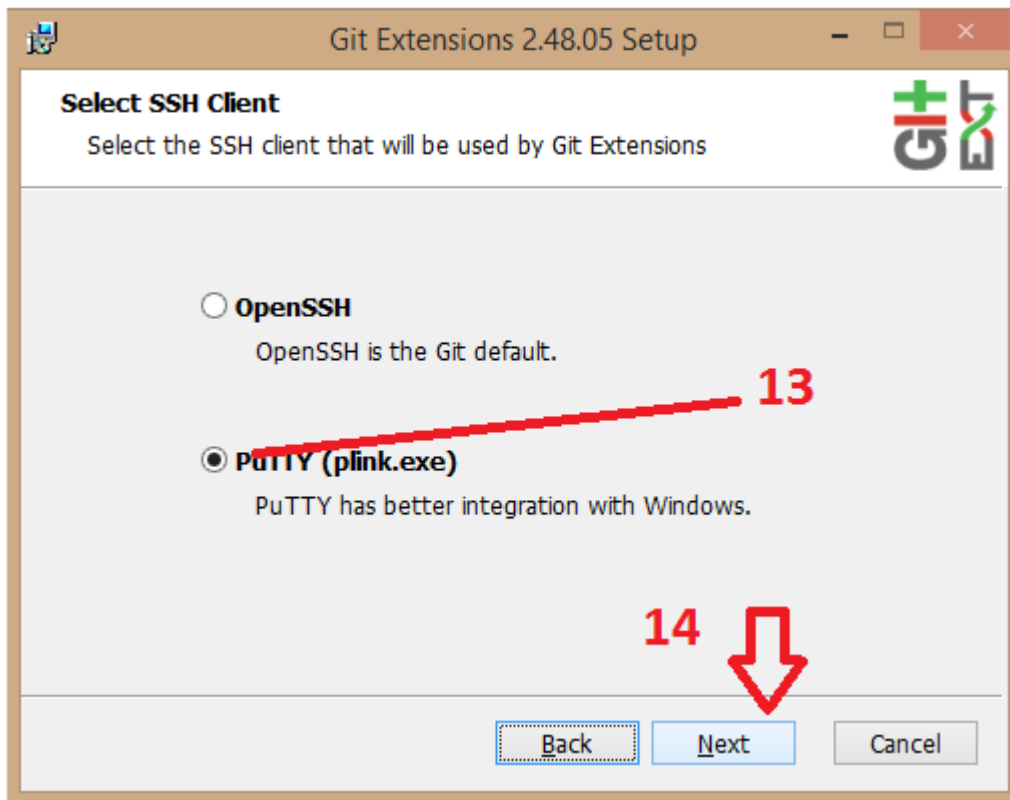 Git Extensions 2.48.05 Setup
Select SSH Client
Select the SSH client that will be used by Git Extensions
Git
Ext
OpenSSH
OpenSSH is the Git default.
13
PuTTY (plink.exe)
PuTTY has better integration with Windows.
14
Back Next Cancel